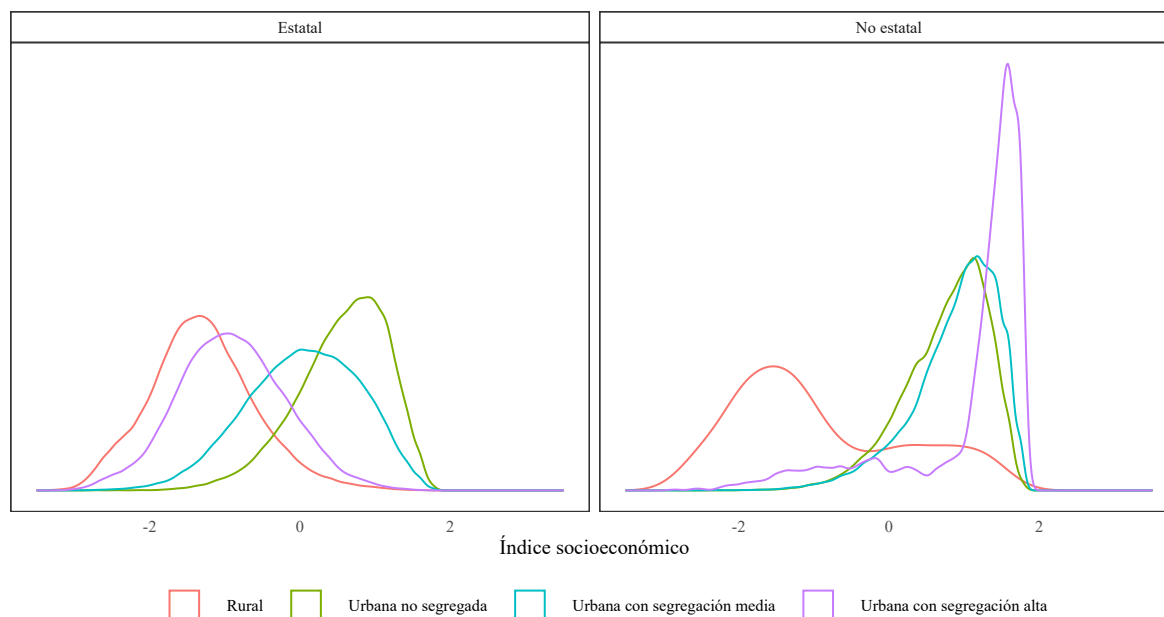 Estatal
No estatal
-2 0 2
-2 0 2
Índice socioeconómico
Rural
Urbana no segregada
Urbana con segregación media
Urbana con segregación alta